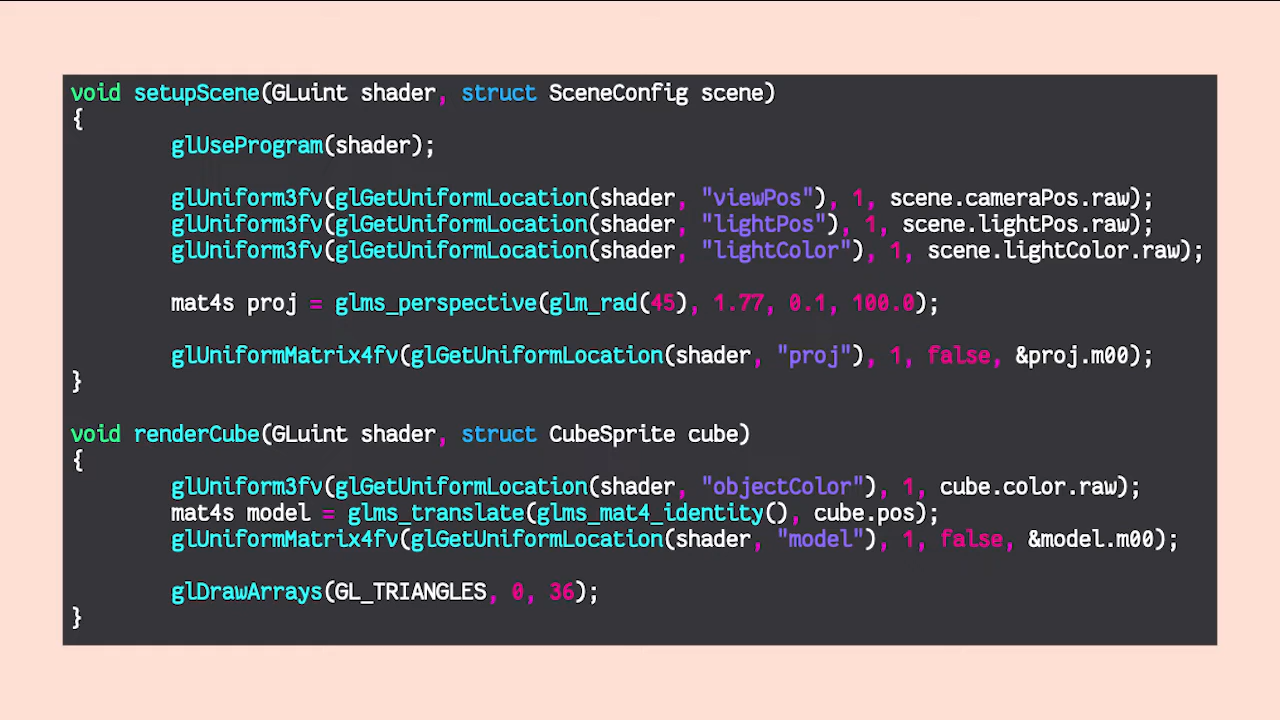 void setupScene(GLuint shader, struct SceneConfig scene)
{
glUseProgram(shader);
glUniform3fv(glGetUniformLocation(shader, "viewPos"), 1, scene.cameraPos.raw);
glUniform3fv(glGetUniformLocation(shader, "lightPos"), 1, scene.lightPos.raw);
glUniform3fv(glGetUniformLocation(shader, "lightColor"), 1, scene.lightColor.raw);
mat4s proj = glms_perspective(glm_rad(45), 1.77, 0.1, 100.0);
glUniformMatrix4fv(glGetUniformLocation(shader, "proj"), 1, false, &proj.m00);
}
void renderCube(GLuint shader, struct CubeSprite cube)
{
glUniform3fv(glGetUniformLocation(shader, "objectColor"), 1, cube.color.raw);
mat4s model = glms_translate(glms_mat4_identity(), cube.pos);
glUniformMatrix4fv(glGetUniformLocation(shader, "model"), 1, false, &model.m00);
glDrawArrays(GL_TRIANGLES, 0, 36);
}